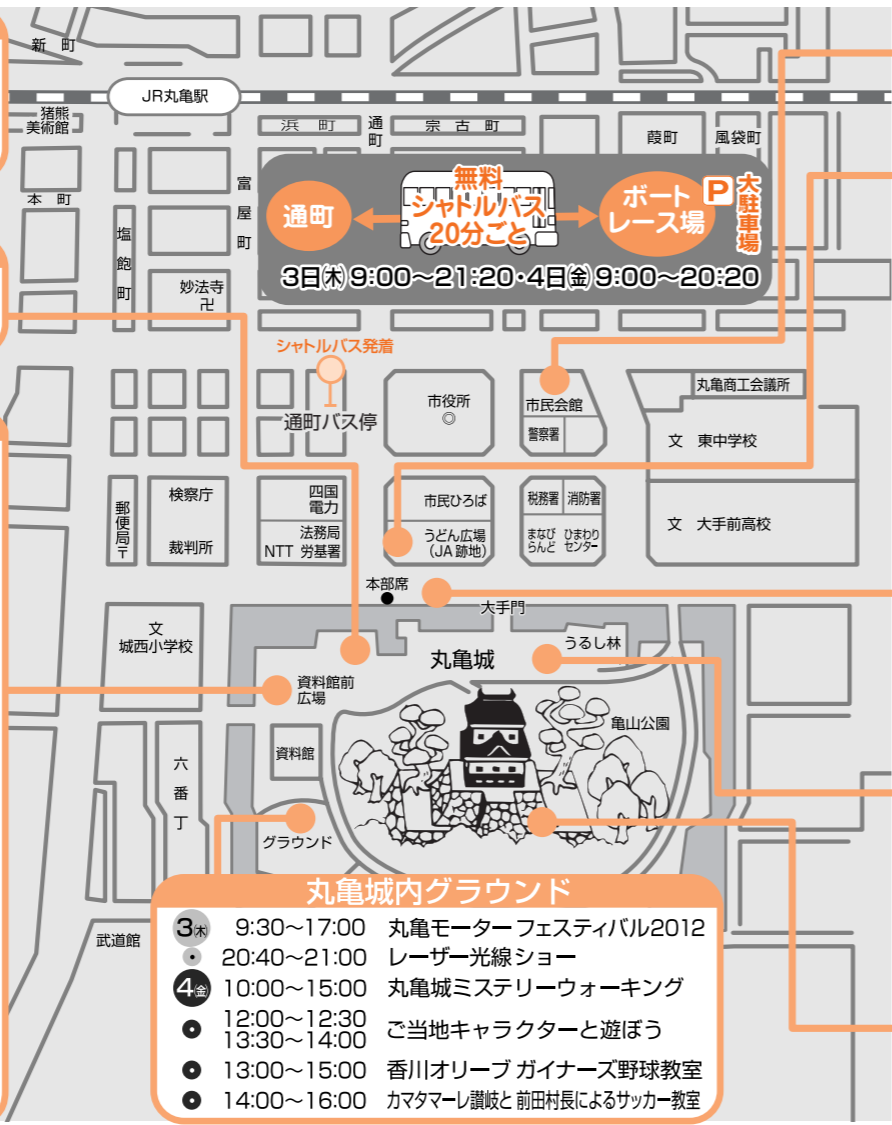 新町
JR丸亀駅
猪熊
美術館
浜町
通町
宗古町
葭町
風袋町
本町
富屋町
塩飽町
妙法寺
卍
通町
無料
シャトルバス
20分ごと
ボート
レース場
P
大駐車場
3日㈭9:00〜21:20・4日㈮9:00〜20:20
シャトルバス発着
通町バス停
市役所
◎
市民会館
警察署
丸亀商工会議所
文 東中学校
文 大手前高校
郵便局〒
検察庁
裁判所
四国
電力
法務局
NTT 労基署
市民ひろば
うどん広場
（JA跡地）
税務署
消防署
まなび
らんど
ひまわり
センター
本部席
大手門
文
城西小学校
丸亀城
うるし林
資料館前
広場
亀山公園
資料館
六番丁
グラウンド
武道館
丸亀城内グラウンド
3㈭ 9:30〜17:00 丸亀モーターフェスティバル2012
• 20:40〜21:00 レーザー光線ショー
4㈮ 10:00〜15:00 丸亀城ミステリーウォーキング
• 12:00〜12:30
13:30〜14:00 ご当地キャラクターと遊ぼう
• 13:00〜15:00 香川オリーブガイナーズ野球教室
• 14:00〜16:00 カマタマーレ讃岐と前田村長によるサッカー教室